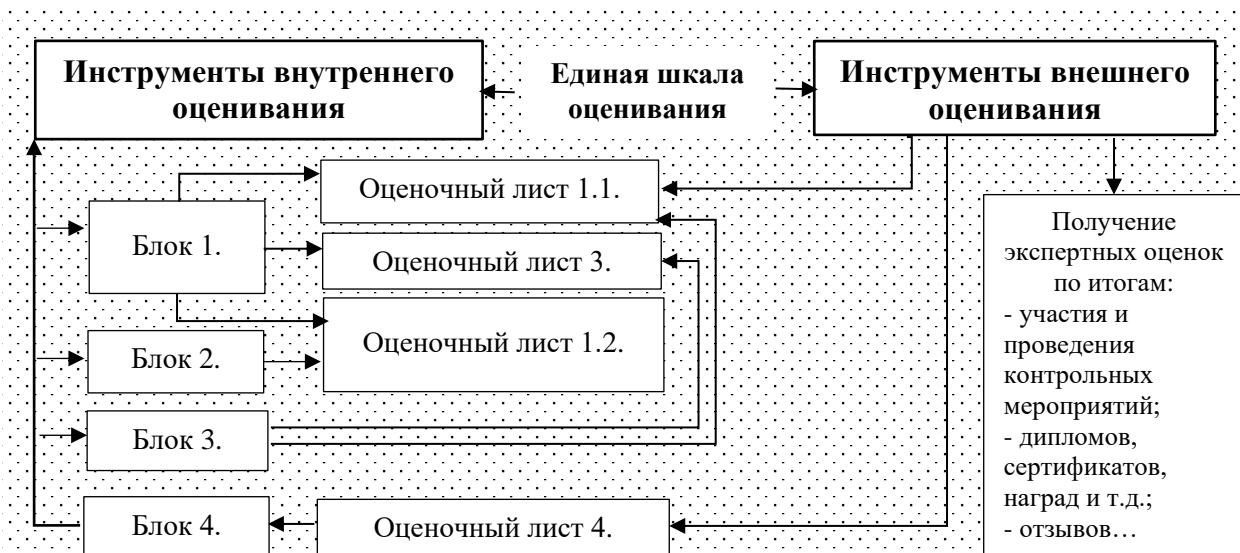 Инструменты внутреннего
оценивания
Единая шкала
оценивания
Инструменты внешнего
оценивания
Оценочный лист 1.1.
Блок 1.
Оценочный лист 3.
Оценочный лист 1.2.
Блок 2.
Блок 3.
Блок 4.
Оценочный лист 4.
Получение
экспертных оценок
по итогам:
- участия и
проведения
контрольных
мероприятий;
- дипломов,
сертификатов,
наград и т.д.;
- отзывов…